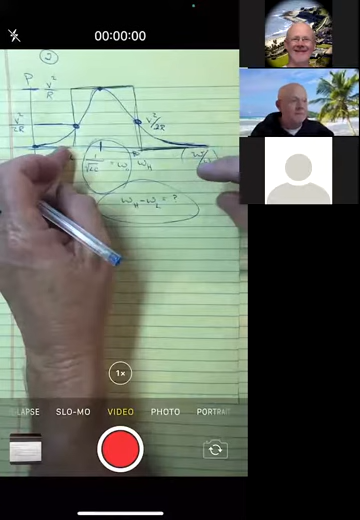 00:00:00
2
P
V²
R
V²
2R
V²/2R
1
√LC
= ω₀
ω_H
ω_H - ω_L = ?
1×
LAPSE SLO-MO VIDEO PHOTO PORTRAIT